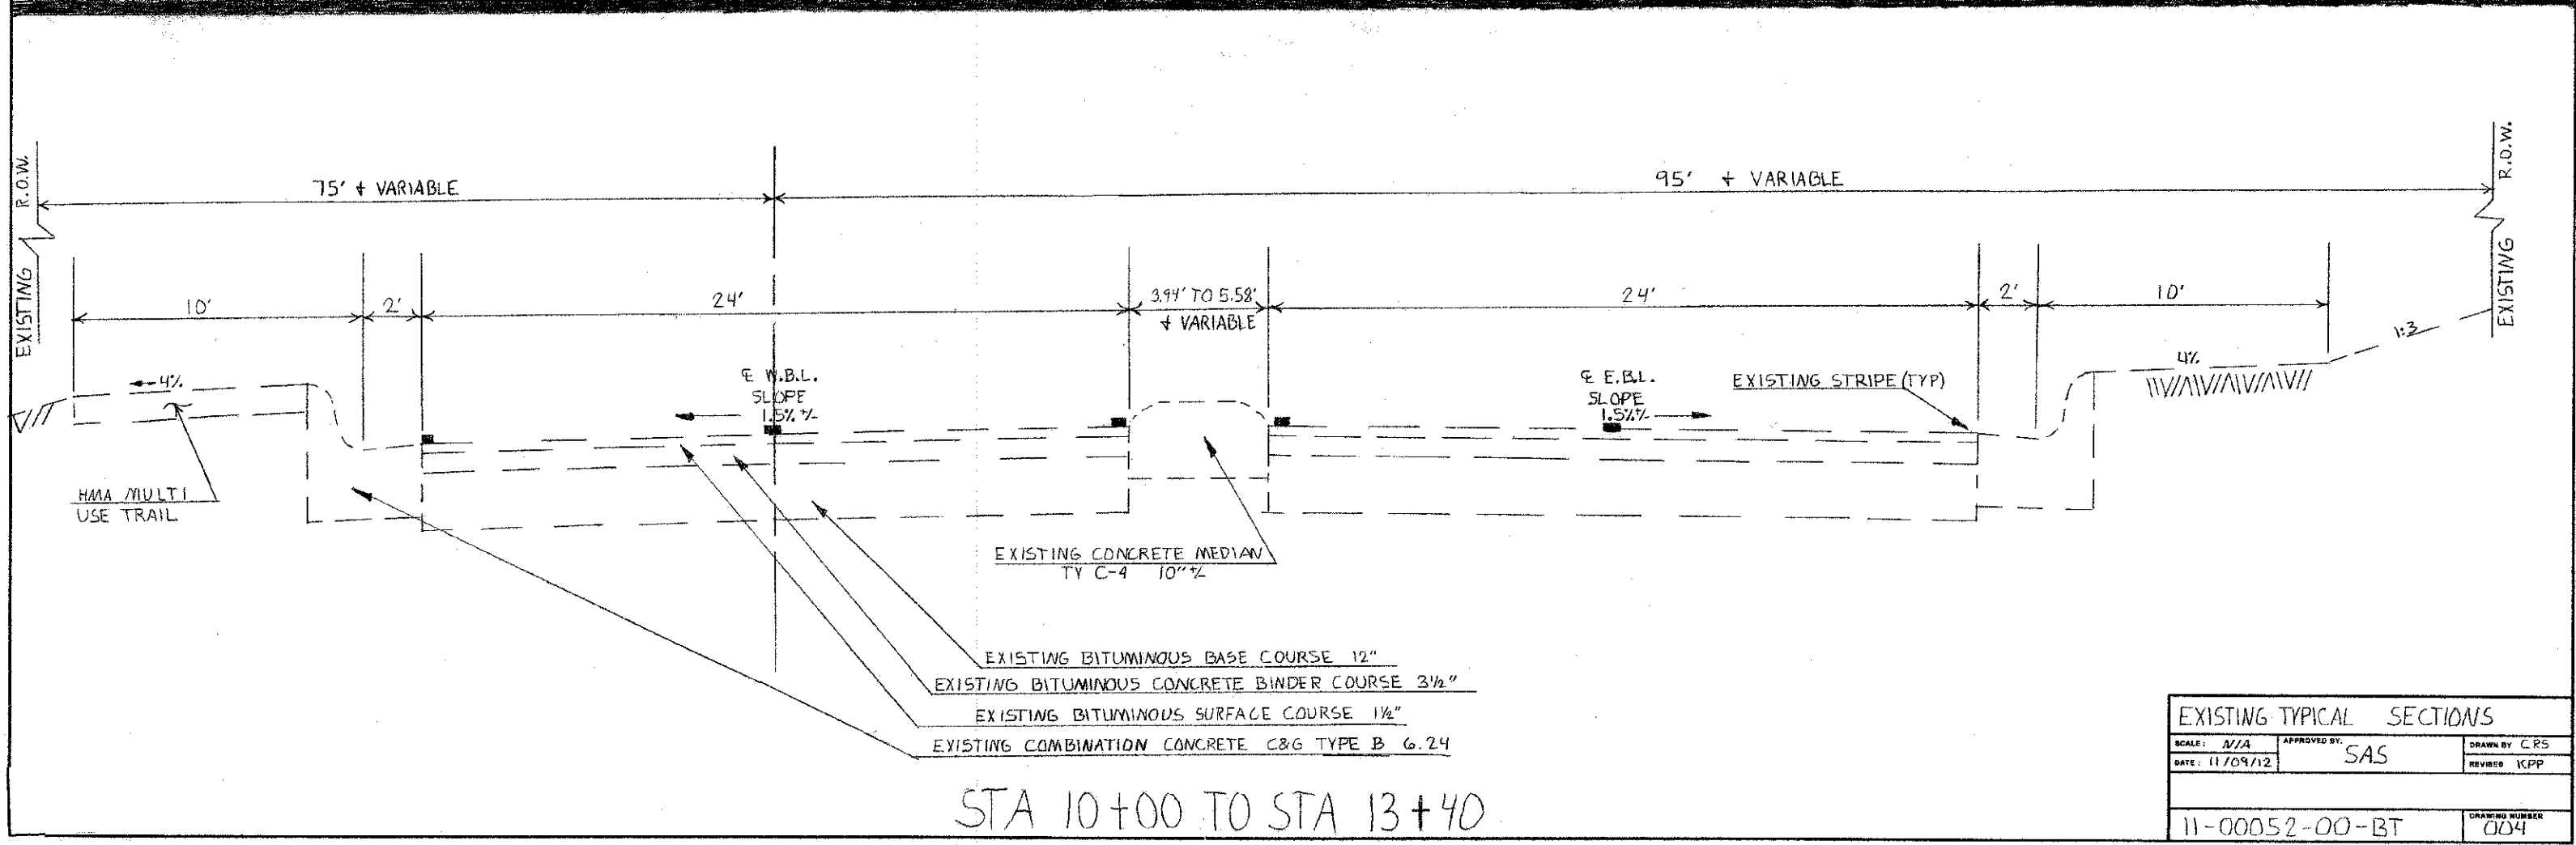 EXISTING R.O.W.
75' & VARIABLE
95' & VARIABLE
EXISTING R.O.W.
10'
2'
24'
3.94' TO 5.58'
& VARIABLE
24'
2'
10'
1:3
4%
4%
℄ W.B.L.
SLOPE
1.5% +/-
℄ E.B.L.
SLOPE
1.5% +/-
EXISTING STRIPE (TYP)
HMA MULTI
USE TRAIL
EXISTING CONCRETE MEDIAN
TY C-4 10" +/-
EXISTING BITUMINOUS BASE COURSE 12"
EXISTING BITUMINOUS CONCRETE BINDER COURSE 3½"
EXISTING BITUMINOUS SURFACE COURSE 1½"
EXISTING COMBINATION CONCRETE C&G TYPE B 6.24
STA 10+00 TO STA 13+40
EXISTING TYPICAL SECTIONS
SCALE: N/A
APPROVED BY: SAS
DRAWN BY CRS
DATE: 11/09/12
REVISED KPP
11-00052-00-BT
DRAWING NUMBER
004